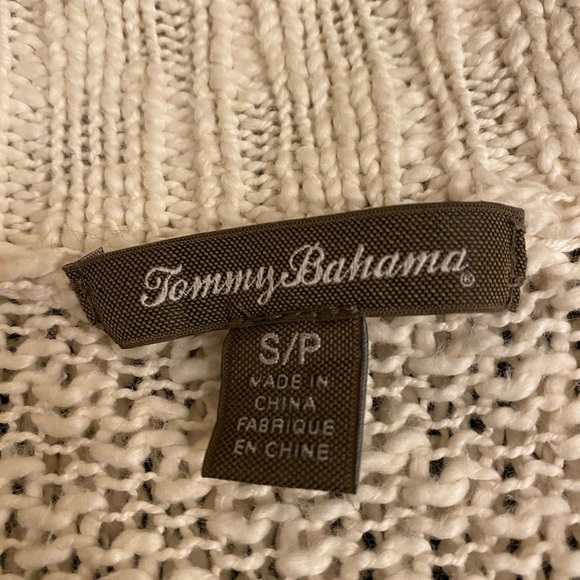 Tommy Bahama®
S/P
MADE IN
CHINA
FABRIQUE
EN CHINE